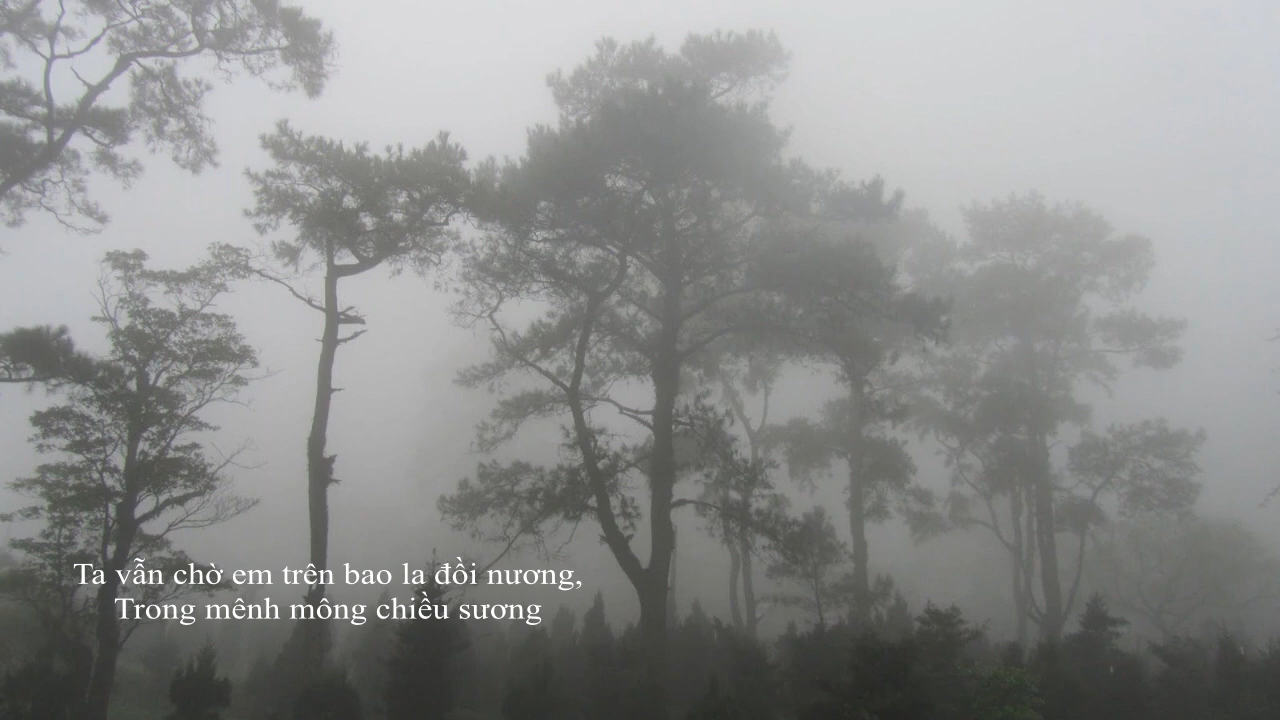 Ta vẫn chờ em trên bao la đồi nương,
Trong mênh mông chiều sương